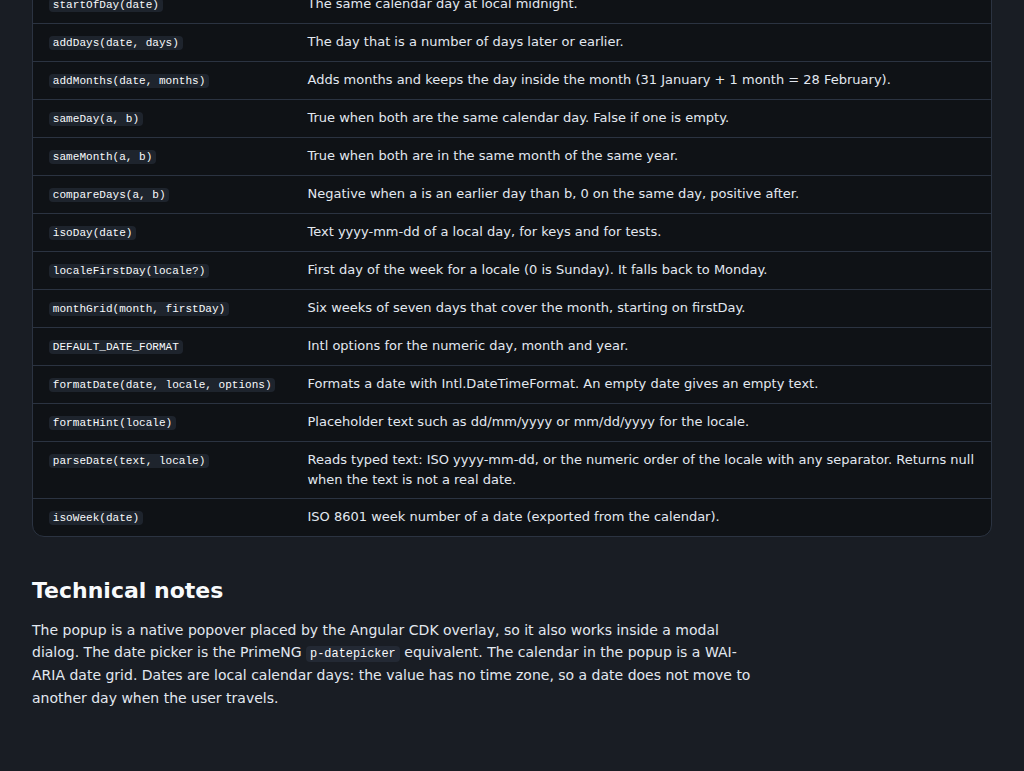 startOfDay(date) The same calendar day at local midnight.
addDays(date, days) The day that is a number of days later or earlier.
addMonths(date, months) Adds months and keeps the day inside the month (31 January + 1 month = 28 February).
sameDay(a, b) True when both are the same calendar day. False if one is empty.
sameMonth(a, b) True when both are in the same month of the same year.
compareDays(a, b) Negative when a is an earlier day than b, 0 on the same day, positive after.
isoDay(date) Text yyyy-mm-dd of a local day, for keys and for tests.
localeFirstDay(locale?) First day of the week for a locale (0 is Sunday). It falls back to Monday.
monthGrid(month, firstDay) Six weeks of seven days that cover the month, starting on firstDay.
DEFAULT_DATE_FORMAT Intl options for the numeric day, month and year.
formatDate(date, locale, options) Formats a date with Intl.DateTimeFormat. An empty date gives an empty text.
formatHint(locale) Placeholder text such as dd/mm/yyyy or mm/dd/yyyy for the locale.
parseDate(text, locale) Reads typed text: ISO yyyy-mm-dd, or the numeric order of the locale with any separator. Returns null
when the text is not a real date.
isoWeek(date) ISO 8601 week number of a date (exported from the calendar).
Technical notes
The popup is a native popover placed by the Angular CDK overlay, so it also works inside a modal
dialog. The date picker is the PrimeNG p-datepicker equivalent. The calendar in the popup is a WAI-
ARIA date grid. Dates are local calendar days: the value has no time zone, so a date does not move to
another day when the user travels.